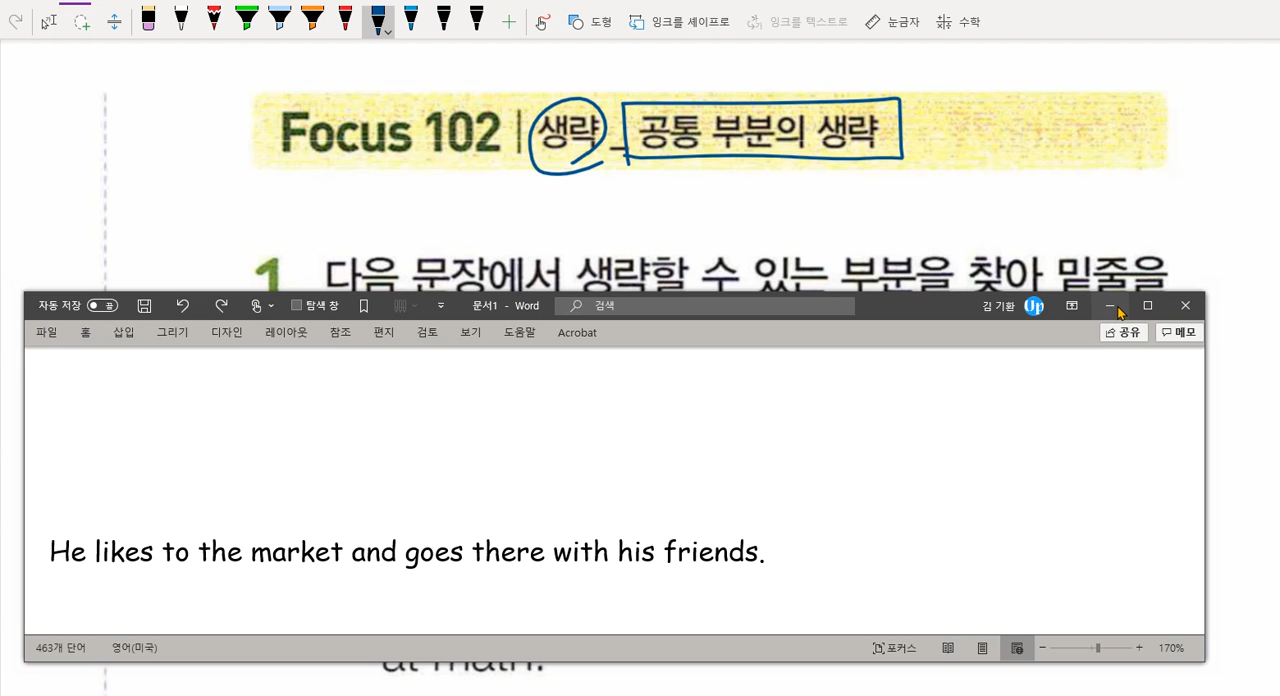 도형
잉크를 셰이프로
잉크를 텍스트로
눈금자
수학
Focus 102 | 생략 _ 공통 부분의 생략
1 다음 문장에서 생략할 수 있는 부분을 찾아 밑줄을
자동 저장 끔
탐색 창
문서1 - Word
검색
김 기환
파일 홈 삽입 그리기 디자인 레이아웃 참조 편지 검토 보기 도움말 Acrobat
공유 메모
He likes to the market and goes there with his friends.
463개 단어 영어(미국)
포커스
170%
at math.